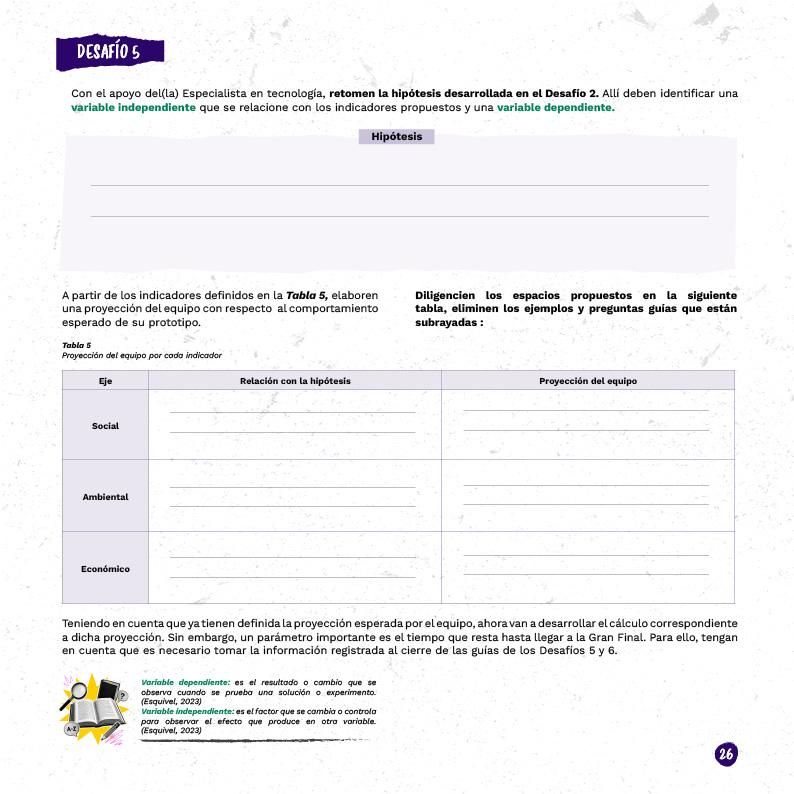 DESAFÍO 5
Con el apoyo del(la) Especialista en tecnología, retomen la hipótesis desarrollada en el Desafío 2. Allí deben identificar una
variable independiente que se relacione con los indicadores propuestos y una variable dependiente.
Hipótesis
A partir de los indicadores definidos en la Tabla 5, elaboren
una proyección del equipo con respecto al comportamiento
esperado de su prototipo.
Diligencien los espacios propuestos en la siguiente
tabla, eliminen los ejemplos y preguntas guías que están
subrayadas :
Tabla 5
Proyección del equipo por cada indicador
Eje Relación con la hipótesis Proyección del equipo
Social
Ambiental
Económico
Teniendo en cuenta que ya tienen definida la proyección esperada por el equipo, ahora van a desarrollar el cálculo correspondiente
a dicha proyección. Sin embargo, un parámetro importante es el tiempo que resta hasta llegar a la Gran Final. Para ello, tengan
en cuenta que es necesario tomar la información registrada al cierre de las guías de los Desafíos 5 y 6.
?
A-Z
Variable dependiente: es el resultado o cambio que se
observa cuando se prueba una solución o experimento.
(Esquivel, 2023)
Variable independiente: es el factor que se cambia o controla
para observar el efecto que produce en otra variable.
(Esquivel, 2023)
26